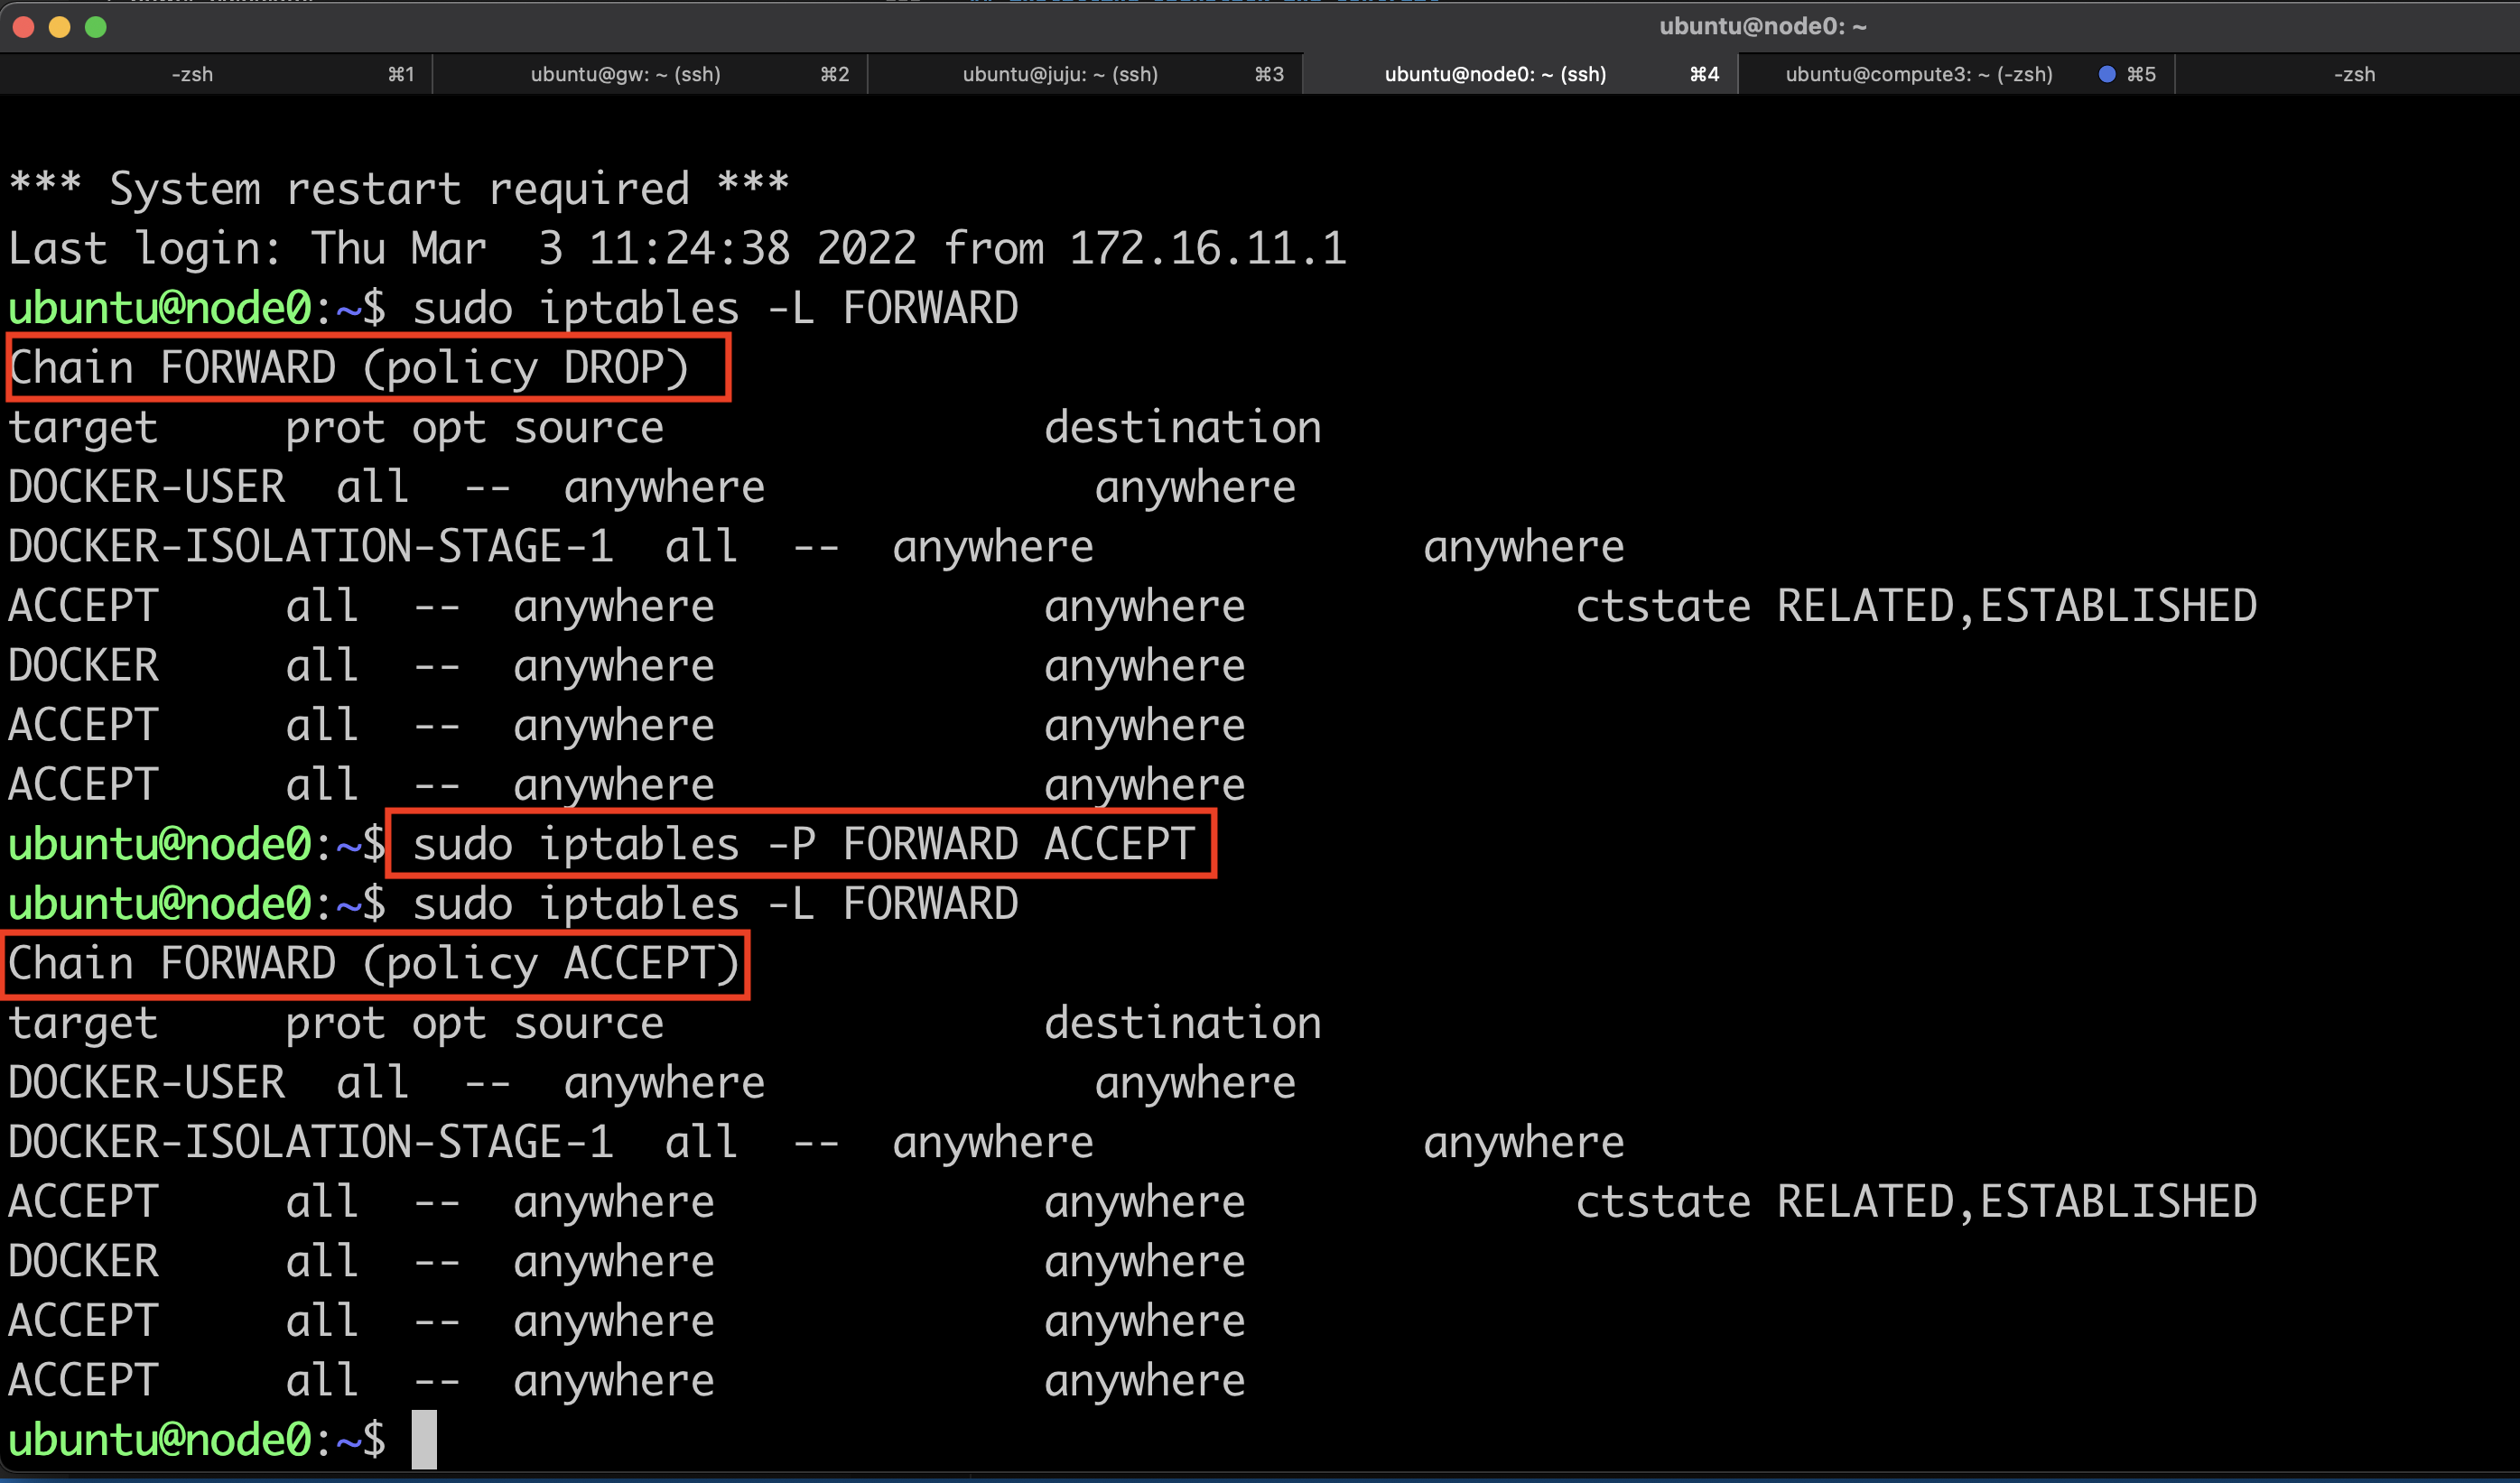 ubuntu@node0: ~
-zsh ⌘1 ubuntu@gw: ~ (ssh) ⌘2 ubuntu@juju: ~ (ssh) ⌘3 ubuntu@node0: ~ (ssh) ⌘4 ubuntu@compute3: ~ (-zsh) ⌘5 -zsh
*** System restart required ***
Last login: Thu Mar  3 11:24:38 2022 from 172.16.11.1
ubuntu@node0:~$ sudo iptables -L FORWARD
Chain FORWARD (policy DROP)
target     prot opt source               destination
DOCKER-USER  all  --  anywhere             anywhere
DOCKER-ISOLATION-STAGE-1  all  --  anywhere             anywhere
ACCEPT     all  --  anywhere             anywhere             ctstate RELATED,ESTABLISHED
DOCKER     all  --  anywhere             anywhere
ACCEPT     all  --  anywhere             anywhere
ACCEPT     all  --  anywhere             anywhere
ubuntu@node0:~$ sudo iptables -P FORWARD ACCEPT
ubuntu@node0:~$ sudo iptables -L FORWARD
Chain FORWARD (policy ACCEPT)
target     prot opt source               destination
DOCKER-USER  all  --  anywhere             anywhere
DOCKER-ISOLATION-STAGE-1  all  --  anywhere             anywhere
ACCEPT     all  --  anywhere             anywhere             ctstate RELATED,ESTABLISHED
DOCKER     all  --  anywhere             anywhere
ACCEPT     all  --  anywhere             anywhere
ACCEPT     all  --  anywhere             anywhere
ubuntu@node0:~$